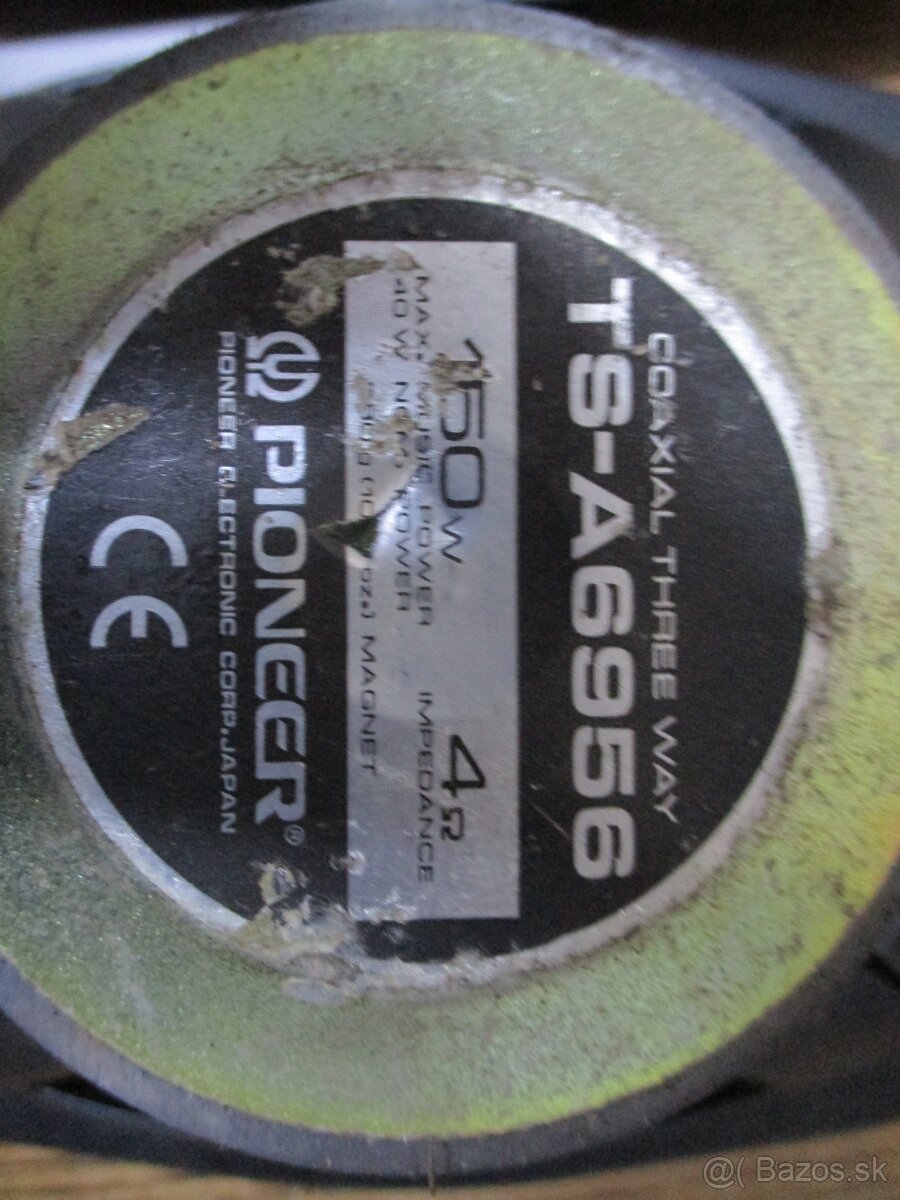 COAXIAL THREE WAY
TS-A6956
150W 4Ω
MAX. MUSIC POWER IMPEDANCE
40 W NOM. POWER
oz.) MAGNET
PIONEER®
PIONEER ELECTRONIC CORP. JAPAN
CE
@( Bazos.sk